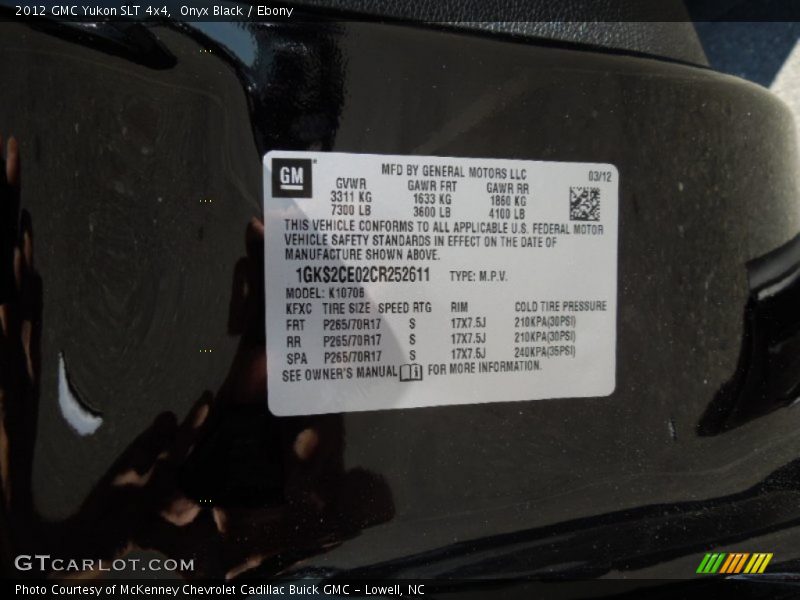 2012 GMC Yukon SLT 4x4, Onyx Black / Ebony
GM
MFD BY GENERAL MOTORS LLC 03/12
GVWR GAWR FRT GAWR RR
3311 KG 1633 KG 1860 KG
7300 LB 3600 LB 4100 LB
THIS VEHICLE CONFORMS TO ALL APPLICABLE U.S. FEDERAL MOTOR
VEHICLE SAFETY STANDARDS IN EFFECT ON THE DATE OF
MANUFACTURE SHOWN ABOVE.
1GKS2CE02CR252611 TYPE: M.P.V.
MODEL: K10706
KFXC TIRE SIZE SPEED RTG RIM COLD TIRE PRESSURE
FRT P265/70R17 S 17X7.5J 210KPA(30PSI)
RR P265/70R17 S 17X7.5J 210KPA(30PSI)
SPA P265/70R17 S 17X7.5J 240KPA(35PSI)
SEE OWNER'S MANUAL FOR MORE INFORMATION.
GTCARLOT.COM
Photo Courtesy of McKenney Chevrolet Cadillac Buick GMC - Lowell, NC